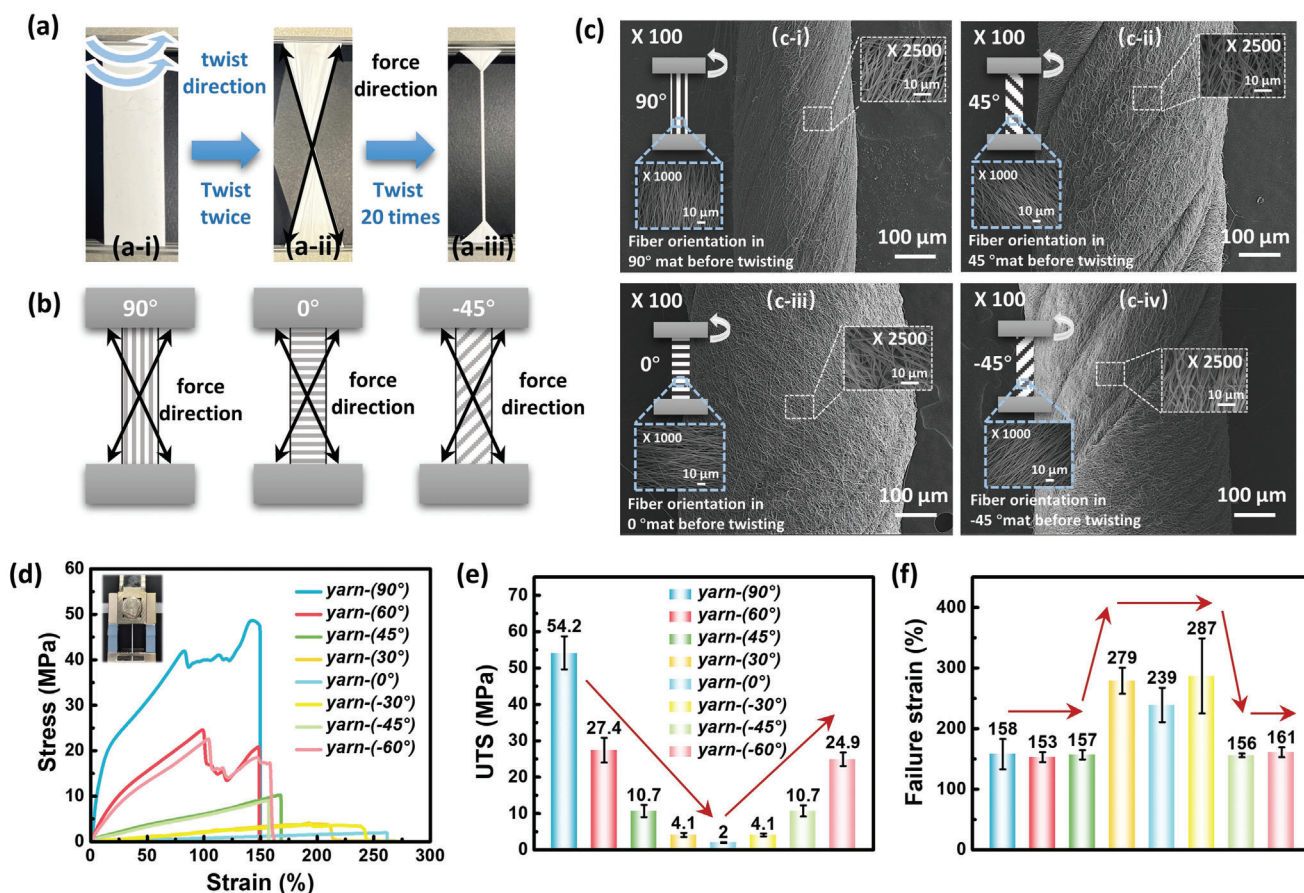 (a)
twist
direction
Twist
twice
force
direction
Twist
20 times
(a-i)
(a-ii)
(a-iii)
(b)
90°
0°
-45°
force
direction
force
direction
force
direction
(c)
X 100
(c-i)
X 2500
10 μm
90°
X 1000
10 μm
Fiber orientation in
90° mat before twisting
100 μm
X 100
(c-ii)
X 2500
10 μm
45°
X 1000
10 μm
Fiber orientation in
45 °mat before twisting
100 μm
X 100
(c-iii)
X 2500
10 μm
0°
X 1000
10 μm
Fiber orientation in
0 °mat before twisting
100 μm
X 100
(c-iv)
X 2500
10 μm
-45°
X 1000
10 μm
Fiber orientation in
-45 °mat before twisting
100 μm
(d)
Stress (MPa)
60
50
40
30
20
10
0
0 50 100 150 200 250 300
Strain (%)
yarn-(90°)
yarn-(60°)
yarn-(45°)
yarn-(30°)
yarn-(0°)
yarn-(-30°)
yarn-(-45°)
yarn-(-60°)
(e)
UTS (MPa)
70
60
50
40
30
20
10
0
54.2
27.4
10.7
4.1
2
4.1
10.7
24.9
yarn-(90°)
yarn-(60°)
yarn-(45°)
yarn-(30°)
yarn-(0°)
yarn-(-30°)
yarn-(-45°)
yarn-(-60°)
(f)
Failure strain (%)
400
300
200
100
0
158
153
157
279
239
287
156
161